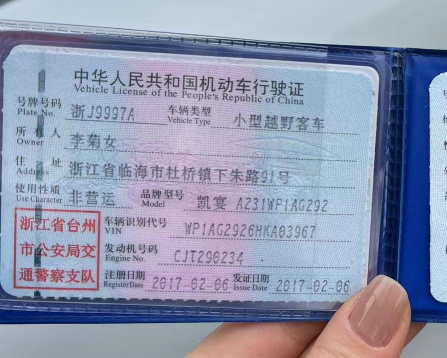 中华人民共和国机动车行驶证
Vehicle License of the People's Republic of China
号牌号码 Plate No. 浙J9997A 车辆类型 Vehicle Type 小型越野客车
所有人 Owner 李菊女
住址 Address 浙江省临海市杜桥镇下朱路91号
使用性质 Use Character 非营运 品牌型号 Model 凯宴 A231WP1AG292
浙江省台州市公安局交通警察支队
车辆识别代号 VIN WP1AG2926HKA03967
发动机号码 Engine No. CJT290234
注册日期 Register Date 2017-02-06 发证日期 Issue Date 2017-02-06